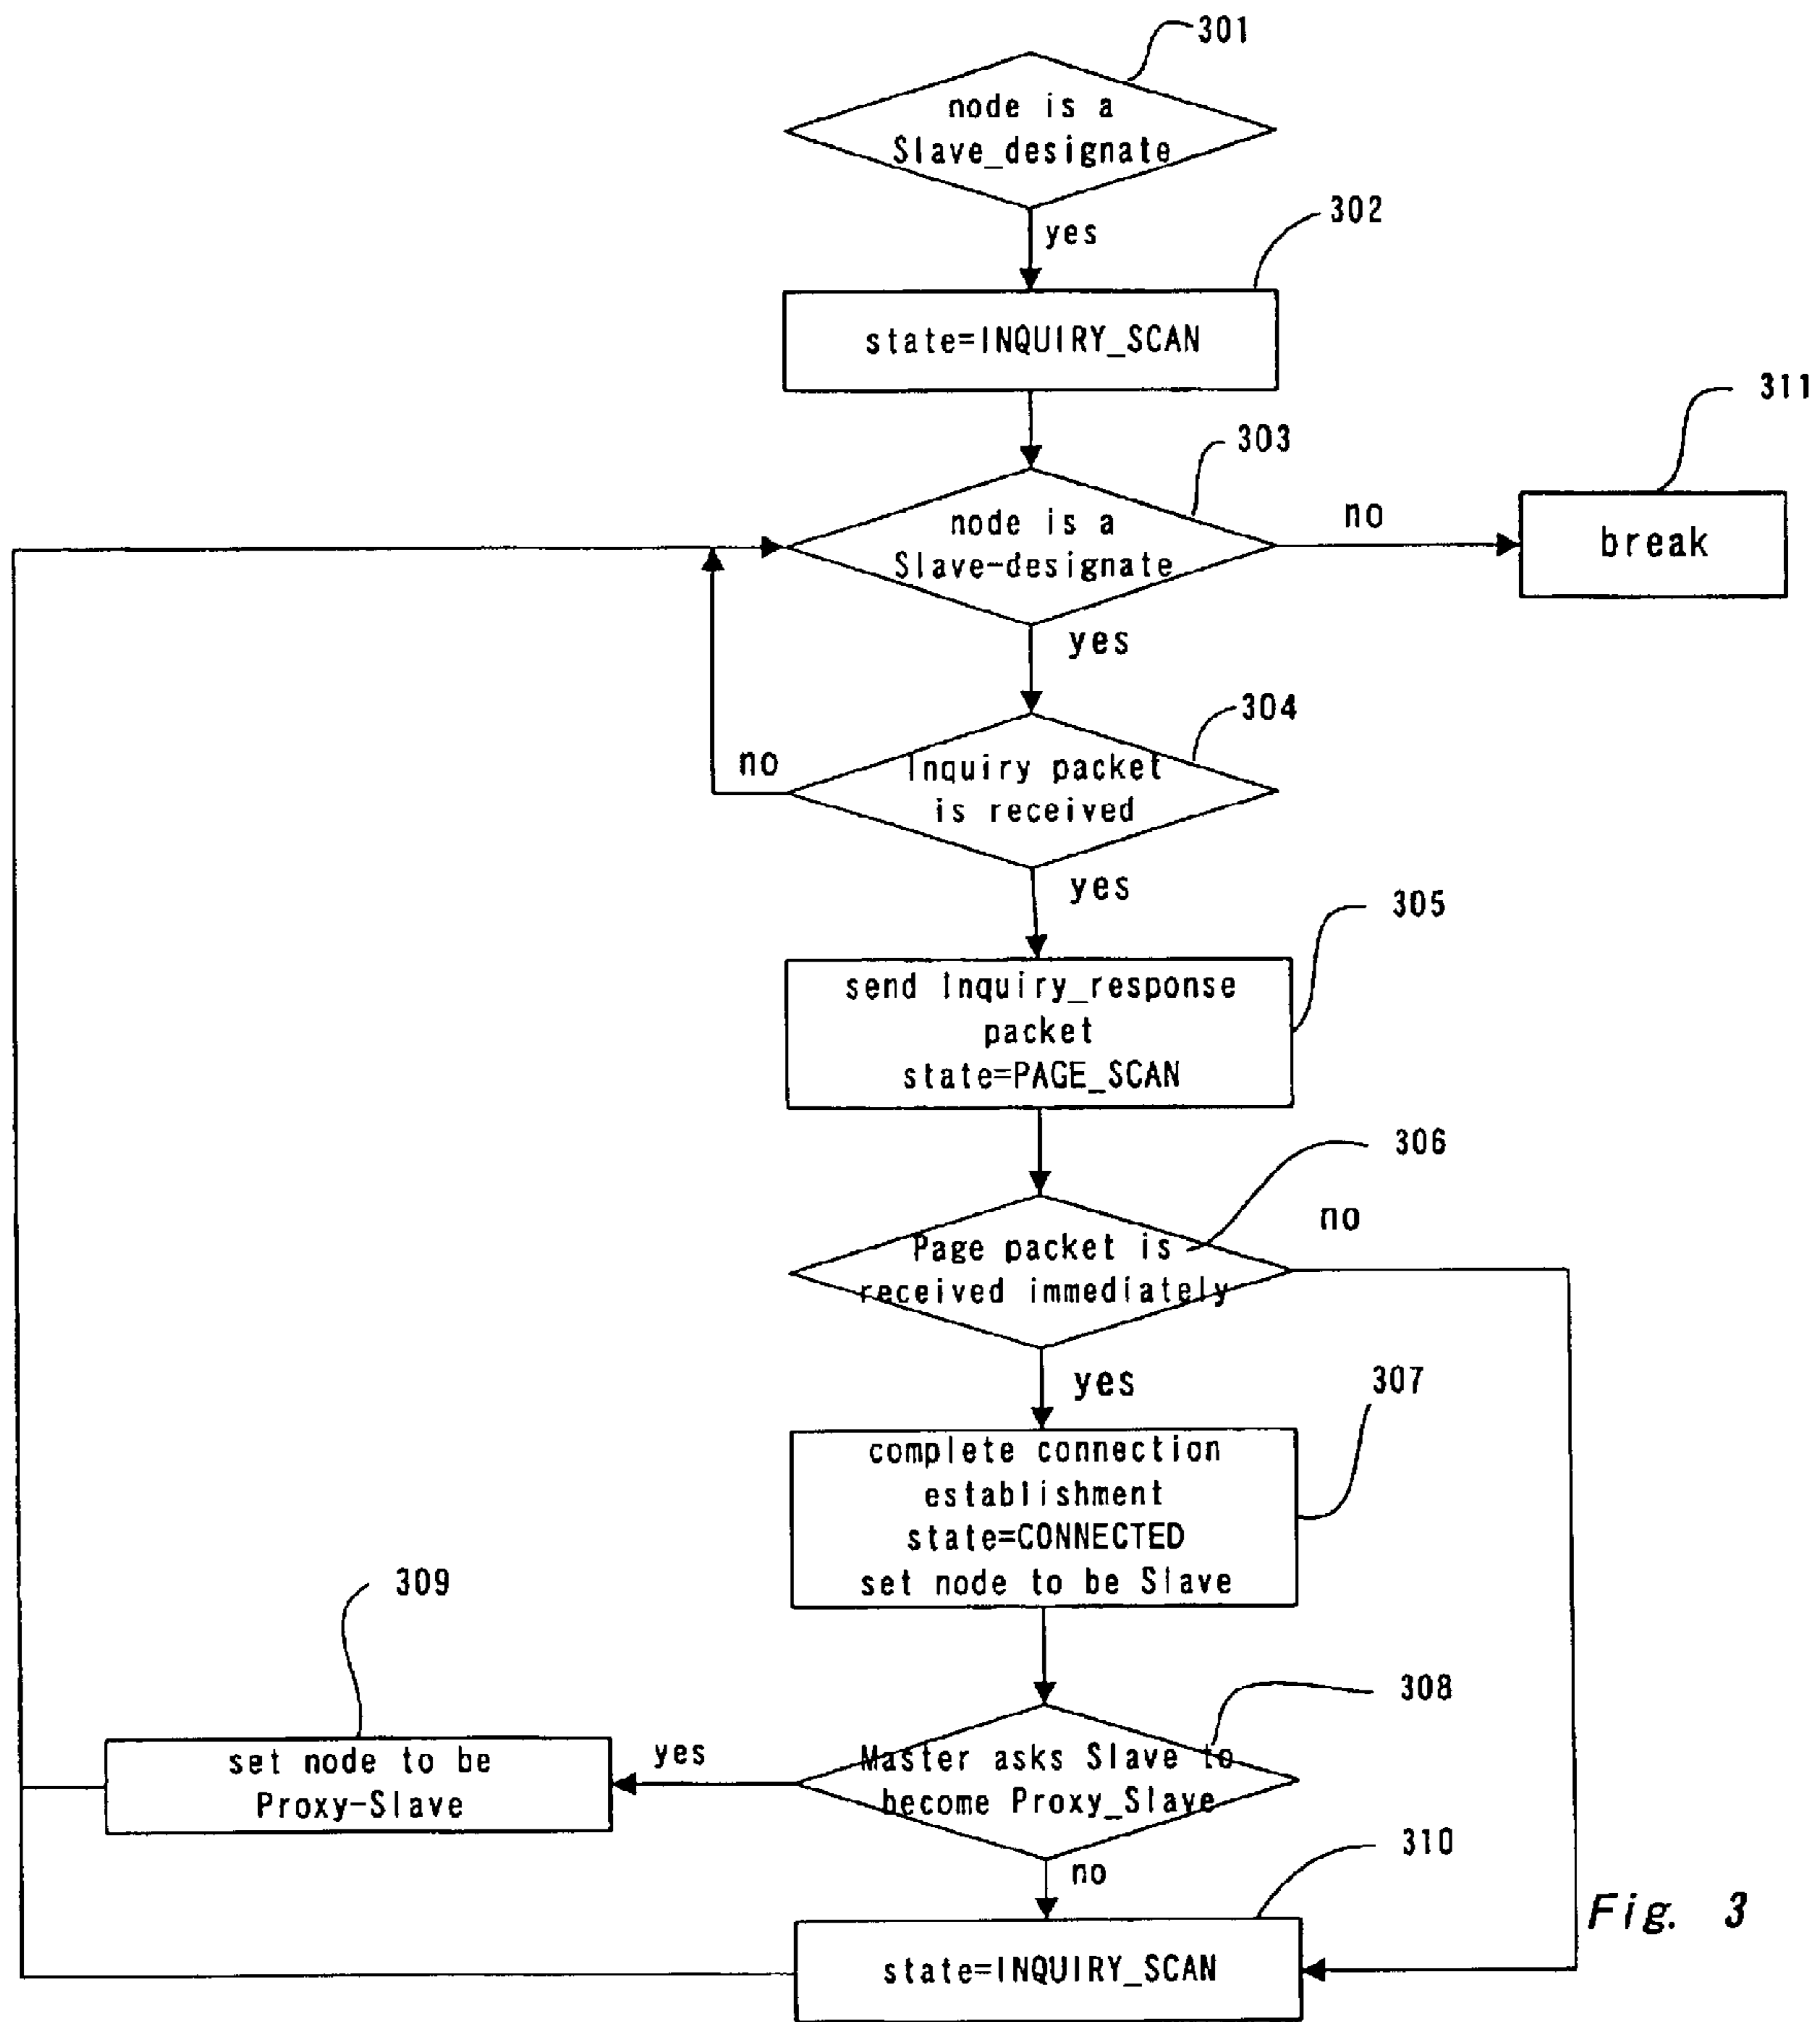 301
node is a
Slave_designate
302
yes
state=INQUIRY_SCAN
311
303
node is a
Slave-designate
no
break
yes
304
no
Inquiry packet
is received
yes
305
send Inquiry_response
packet
state=PAGE_SCAN
306
no
Page packet is
received immediately
yes
307
complete connection
establishment
state=CONNECTED
set node to be Slave
309
308
set node to be
Proxy-Slave
yes
Master asks Slave to
become Proxy_Slave
310
no
state=INQUIRY_SCAN
Fig. 3